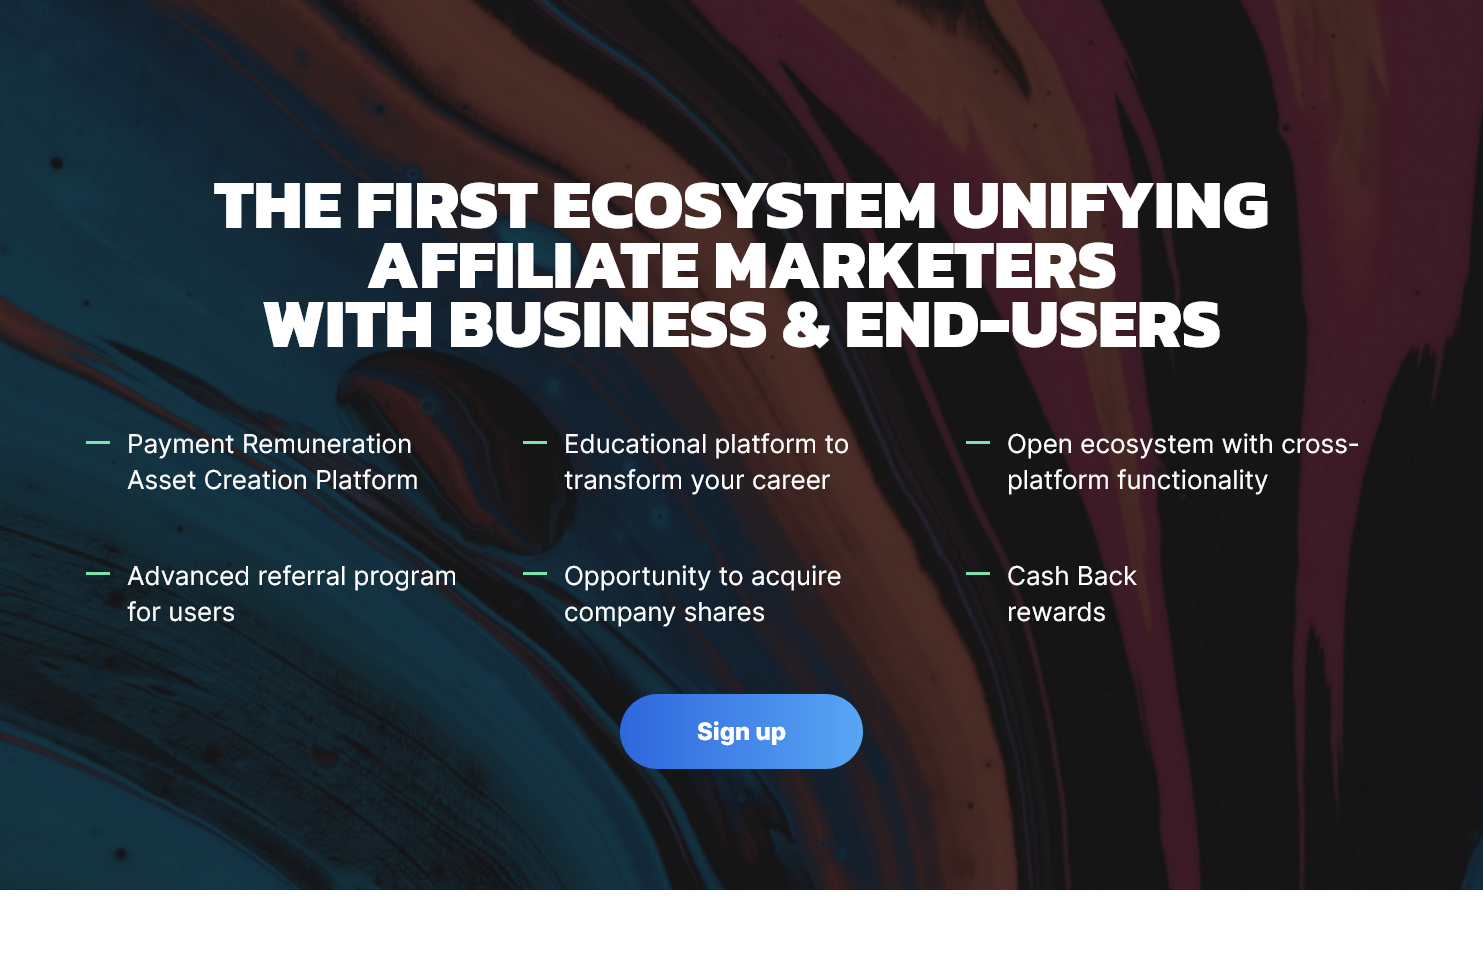 THE FIRST ECOSYSTEM UNIFYING
AFFILIATE MARKETERS
WITH BUSINESS & END-USERS
Payment Remuneration
Asset Creation Platform
Educational platform to
transform your career
Open ecosystem with cross-
platform functionality
Advanced referral program
for users
Opportunity to acquire
company shares
Cash Back
rewards
Sign up